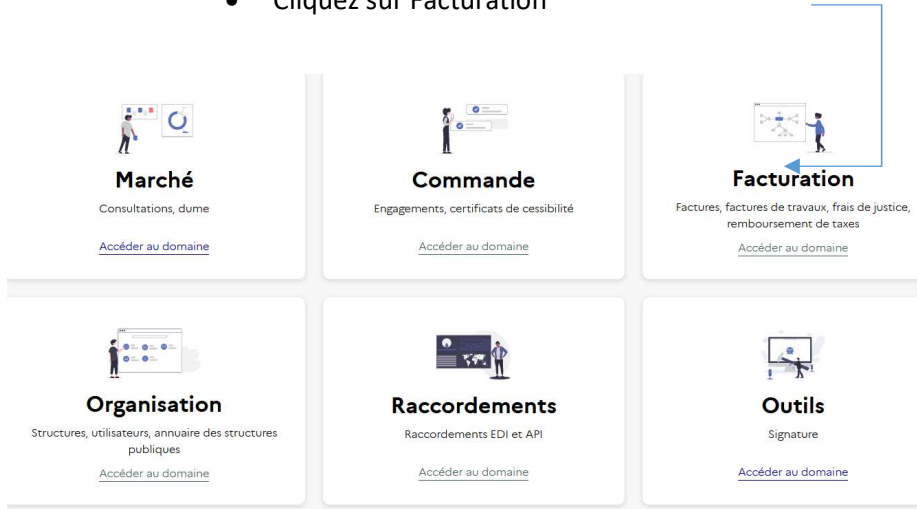 • Cliquez sur Facturation
Marché
Consultations, dume
Accéder au domaine
Commande
Engagements, certificats de cessibilité
Accéder au domaine
Facturation
Factures, factures de travaux, frais de justice,
remboursement de taxes
Accéder au domaine
Organisation
Structures, utilisateurs, annuaire des structures
publiques
Accéder au domaine
Raccordements
Raccordements EDI et API
Accéder au domaine
Outils
Signature
Accéder au domaine